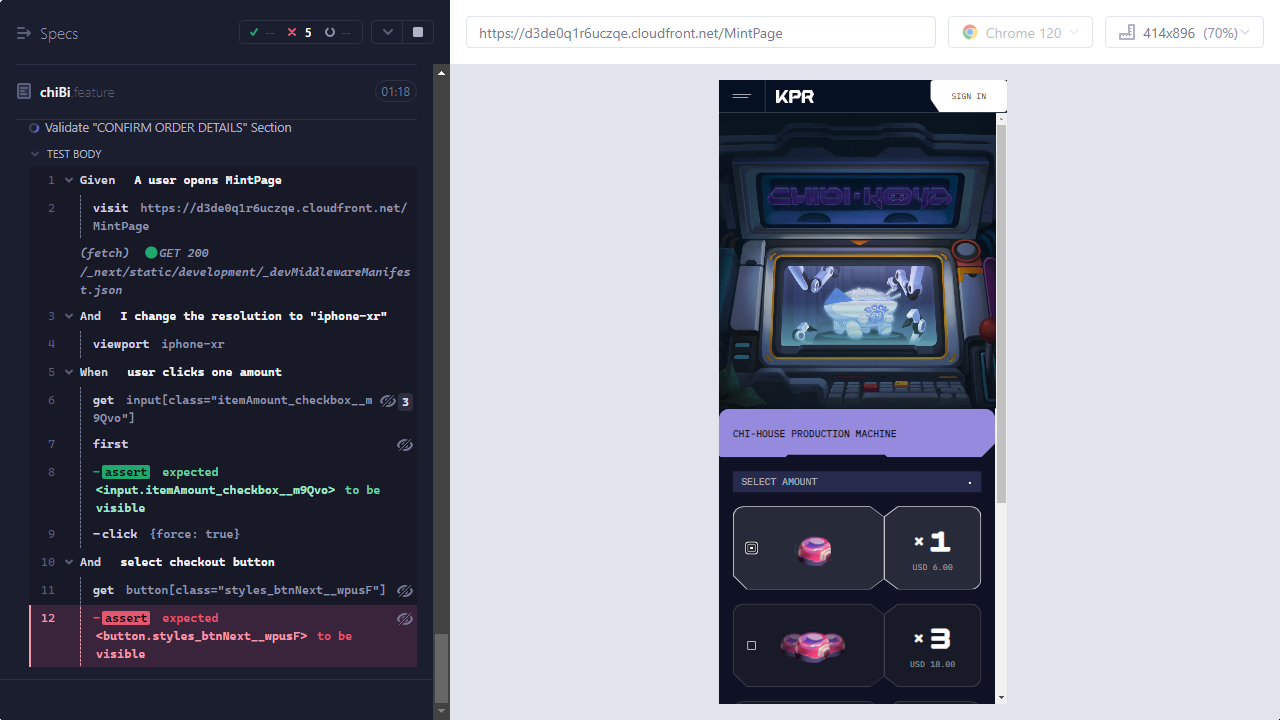 Specs
-- 5 --
https://d3de0q1r6uczqe.cloudfront.net/MintPage
Chrome 120
414x896 (70%)
chiBi.feature
01:18
Validate "CONFIRM ORDER DETAILS" Section
TEST BODY
1 Given A user opens MintPage
2 visit https://d3de0q1r6uczqe.cloudfront.net/
MintPage
(fetch) GET 200
/_next/static/development/_devMiddlewareManifes
t.json
3 And I change the resolution to "iphone-xr"
4 viewport iphone-xr
5 When user clicks one amount
6 get input[class="itemAmount_checkbox__m 3
9Qvo"]
7 first
8 -assert expected
<input.itemAmount_checkbox__m9Qvo> to be
visible
9 -click {force: true}
10 And select checkout button
11 get button[class="styles_btnNext__wpusF"]
12 -assert expected
<button.styles_btnNext__wpusF> to be
visible
KPR
SIGN IN
CHIBI·KOYA
CHI-HOUSE PRODUCTION MACHINE
SELECT AMOUNT
×1
USD 6.00
×3
USD 18.00